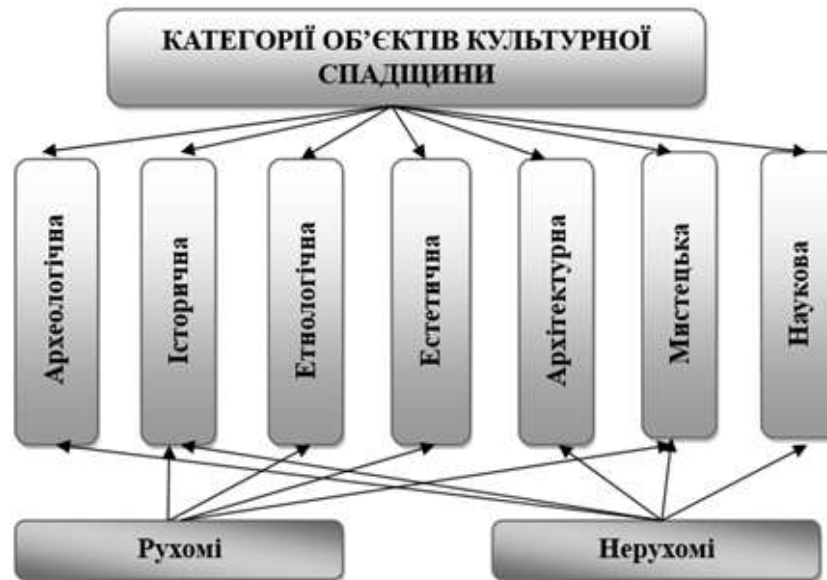 КАТЕГОРІЇ ОБ’ЄКТІВ КУЛЬТУРНОЇ
СПАДЩИНИ
Археологічна
Історична
Етнологічна
Естетична
Архітектурна
Мистецька
Наукова
Рухомі
Нерухомі